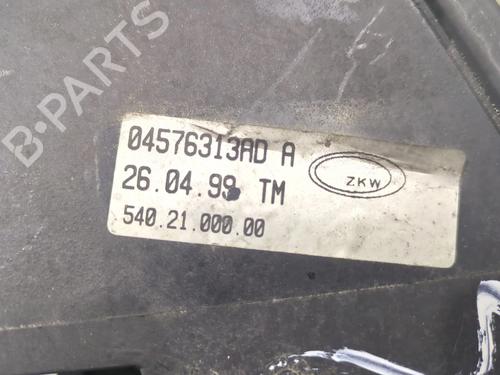 B-PARTS
04576313AD A
26.04.99 TM
ZKW
540.21.000.00